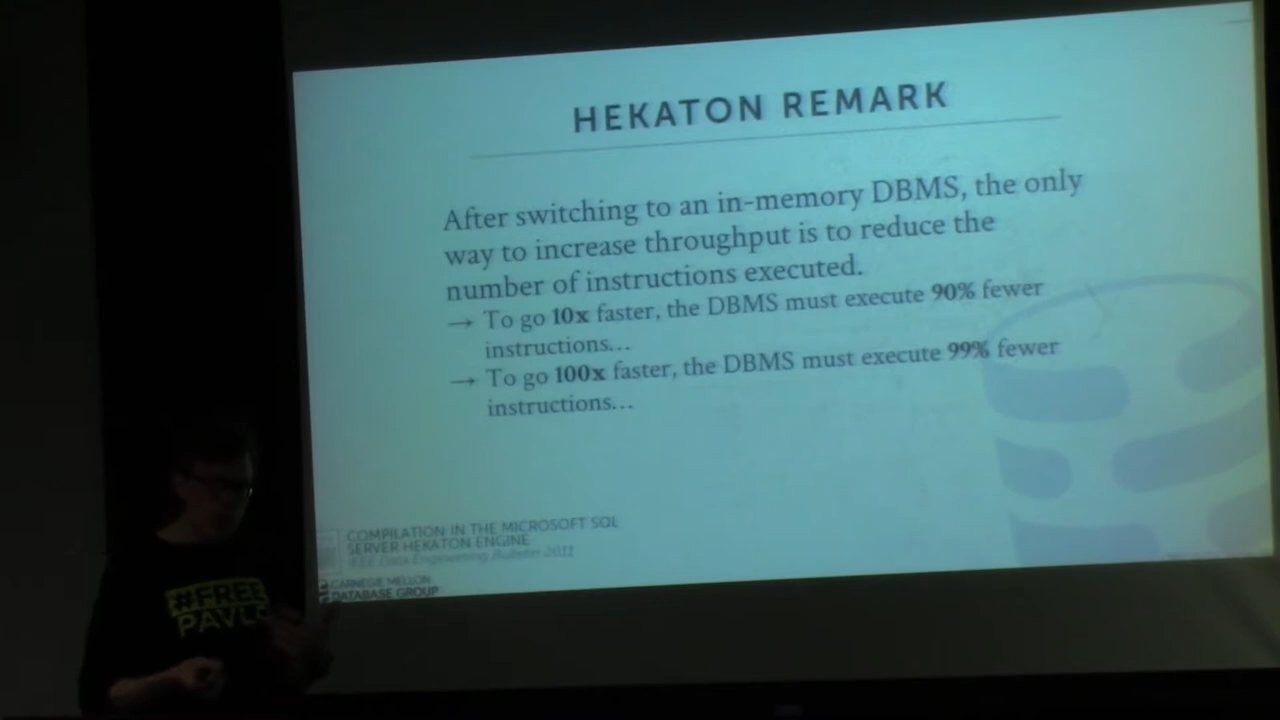 HEKATON REMARK
After switching to an in-memory DBMS, the only
way to increase throughput is to reduce the
number of instructions executed.
→ To go 10x faster, the DBMS must execute 90% fewer
instructions…
→ To go 100x faster, the DBMS must execute 99% fewer
instructions…
COMPILATION IN THE MICROSOFT SQL
SERVER HEKATON ENGINE
IEEE Data Engineering Bulletin 2011
CARNEGIE MELLON
DATABASE GROUP
#FREE
PAVLO